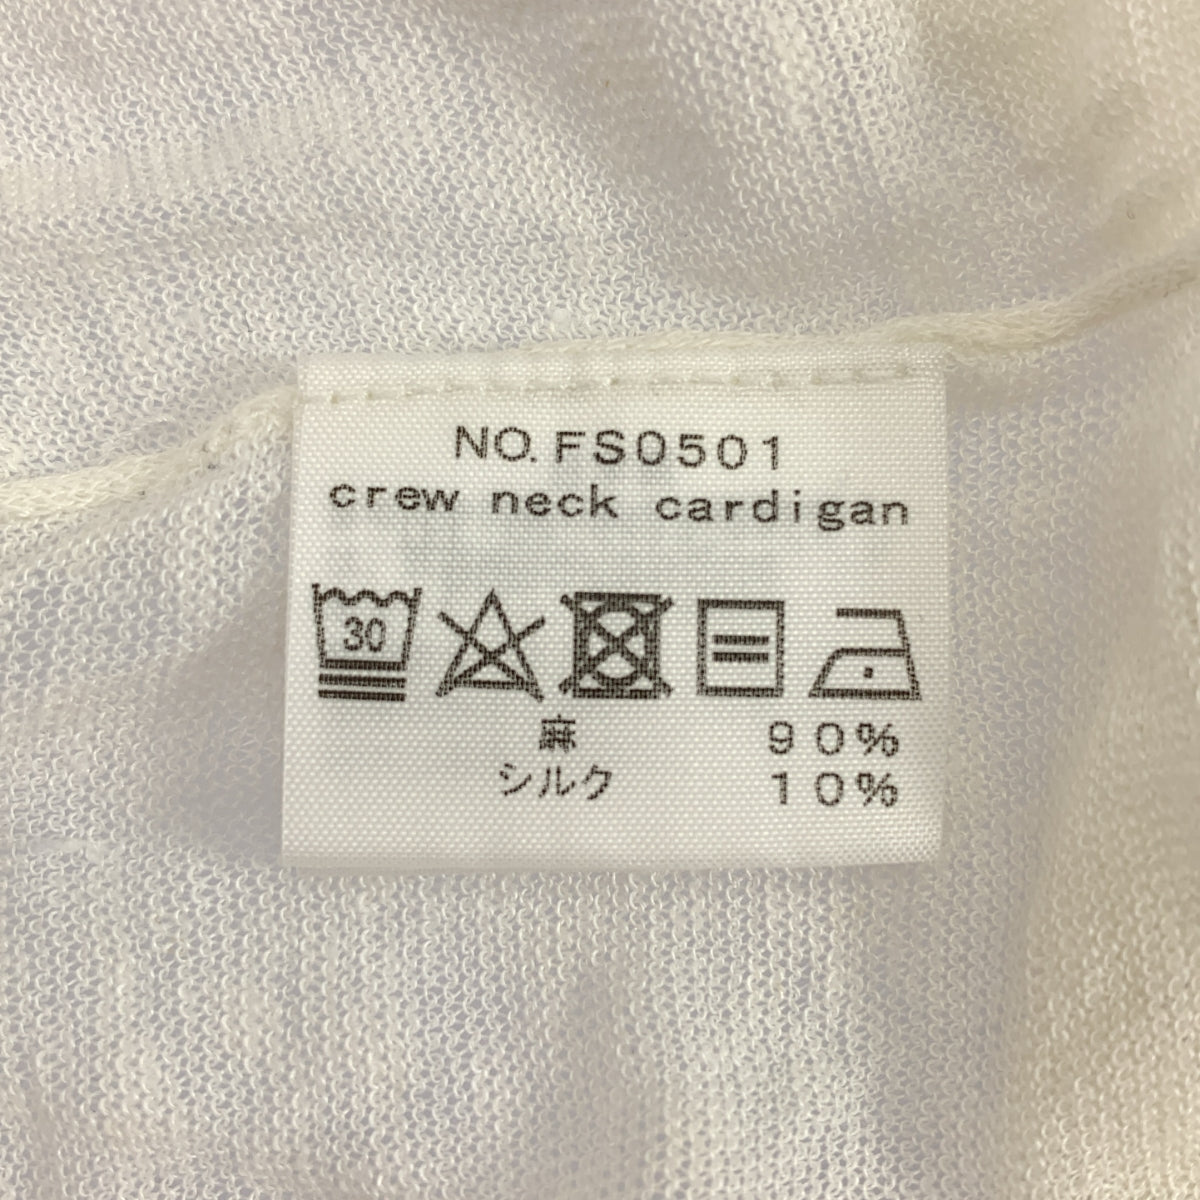 NO.FS0501
crew neck cardigan
30
麻 90%
シルク 10%